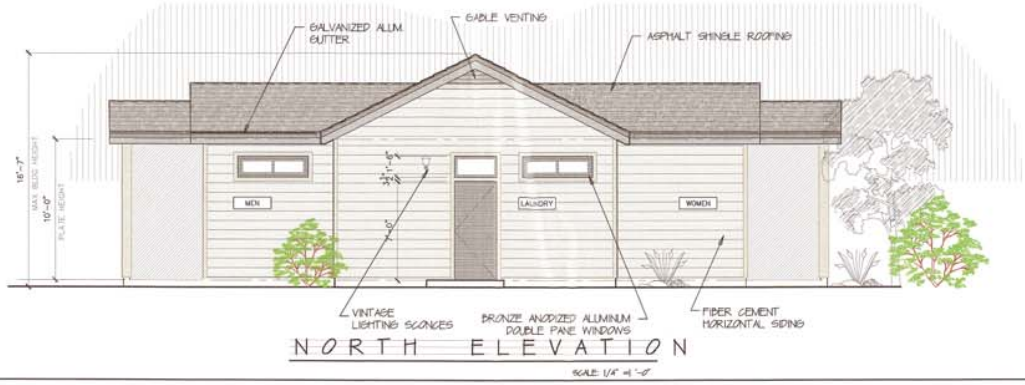 GABLE VENTING
GALVANIZED ALUM.
GUTTER
ASPHALT SHINGLE ROOFING
16'-7"
MAX BLDG HEIGHT
10'-0"
PLATE HEIGHT
1'-6"
7'-0"
MEN
LAUNDRY
WOMEN
VINTAGE
LIGHTING SCONCES
BRONZE ANODIZED ALUMINUM
DOUBLE PANE WINDOWS
FIBER CEMENT
HORIZONTAL SIDING
NORTH ELEVATION
SCALE: 1/4" = 1'-0"